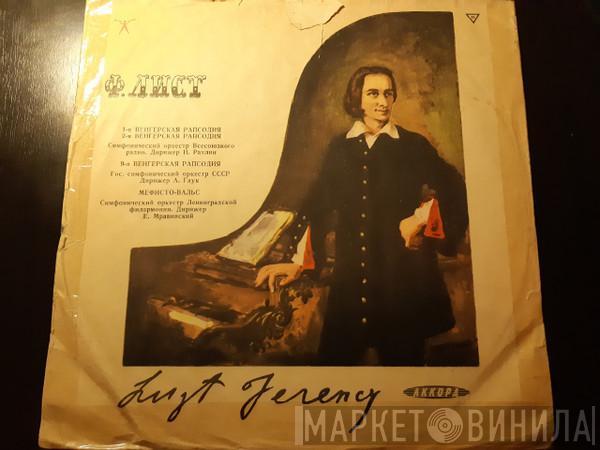 Ф. ЛИСТ
1-я ВЕНГЕРСКАЯ РАПСОДИЯ
2-я ВЕНГЕРСКАЯ РАПСОДИЯ
Симфонический оркестр Всесоюзного
радио. Дирижер Н. Рахлин
9-я ВЕНГЕРСКАЯ РАПСОДИЯ
Гос. симфонический оркестр СССР
Дирижер А. Гаук
МЕФИСТО-ВАЛЬС
Симфонический оркестр Ленинградской
филармонии. Дирижер
Е. Мравинский
Liszt Ferenc
АККОРД
МАРКЕТ ВИНИЛА